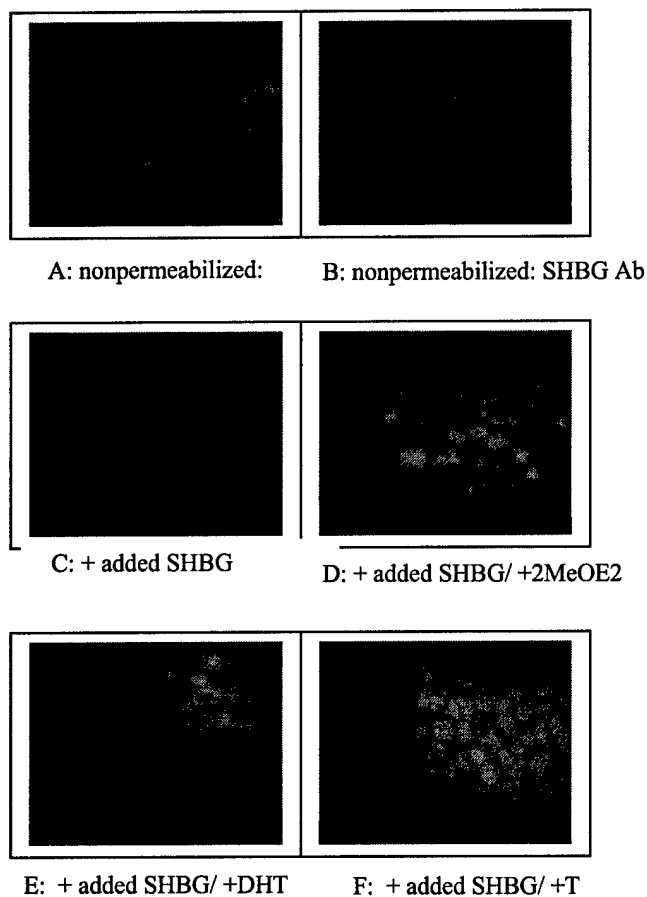 A: nonpermeabilized:
B: nonpermeabilized: SHBG Ab
C: + added SHBG
D: + added SHBG/ +2MeOE2
E: + added SHBG/ +DHT
F: + added SHBG/ +T